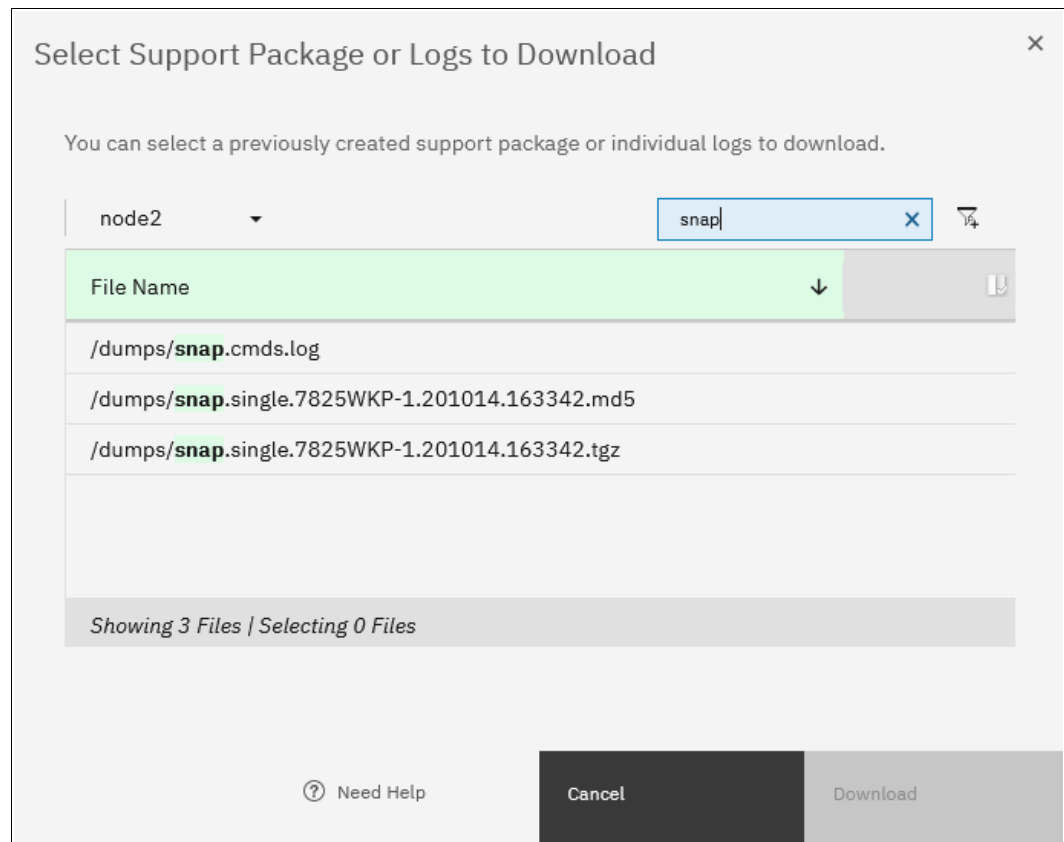 Select Support Package or Logs to Download
You can select a previously created support package or individual logs to download.
node2
snap
File Name
/dumps/snap.cmds.log
/dumps/snap.single.7825WKP-1.201014.163342.md5
/dumps/snap.single.7825WKP-1.201014.163342.tgz
Showing 3 Files | Selecting 0 Files
Need Help
Cancel
Download